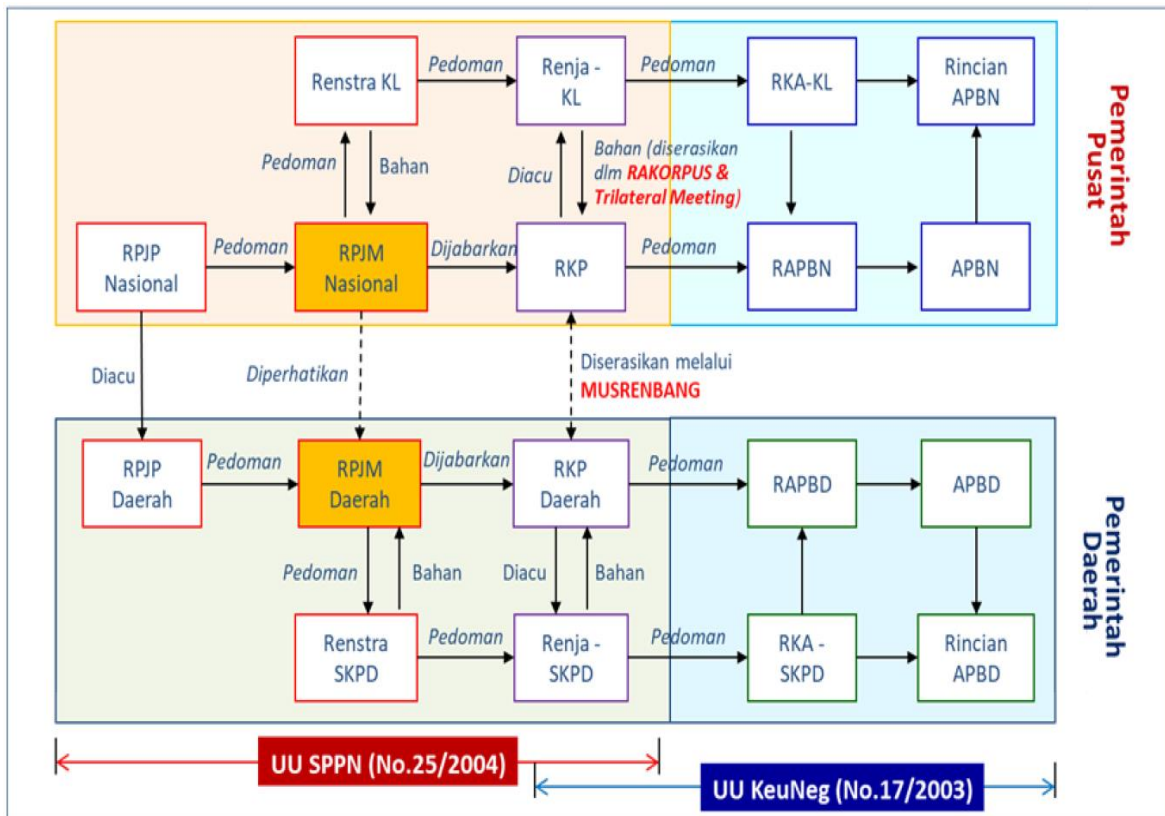 Renstra KL
Pedoman
Renja -
KL
Pedoman
RKA-KL
Rincian
APBN
Pedoman
Bahan
Diacu
Bahan (diserasikan
dlm RAKORPUS &
Trilateral Meeting)
RPJP
Nasional
Pedoman
RPJM
Nasional
Dijabarkan
RKP
Pedoman
RAPBN
APBN
Pemerintah
Pusat
Diacu
Diperhatikan
Diserasikan melalui
MUSRENBANG
RPJP
Daerah
Pedoman
RPJM
Daerah
Dijabarkan
RKP
Daerah
Pedoman
RAPBD
APBD
Pedoman
Bahan
Diacu
Bahan
Renstra
SKPD
Pedoman
Renja -
SKPD
Pedoman
RKA -
SKPD
Rincian
APBD
Pemerintah
Daerah
UU SPPN (No.25/2004)
UU KeuNeg (No.17/2003)